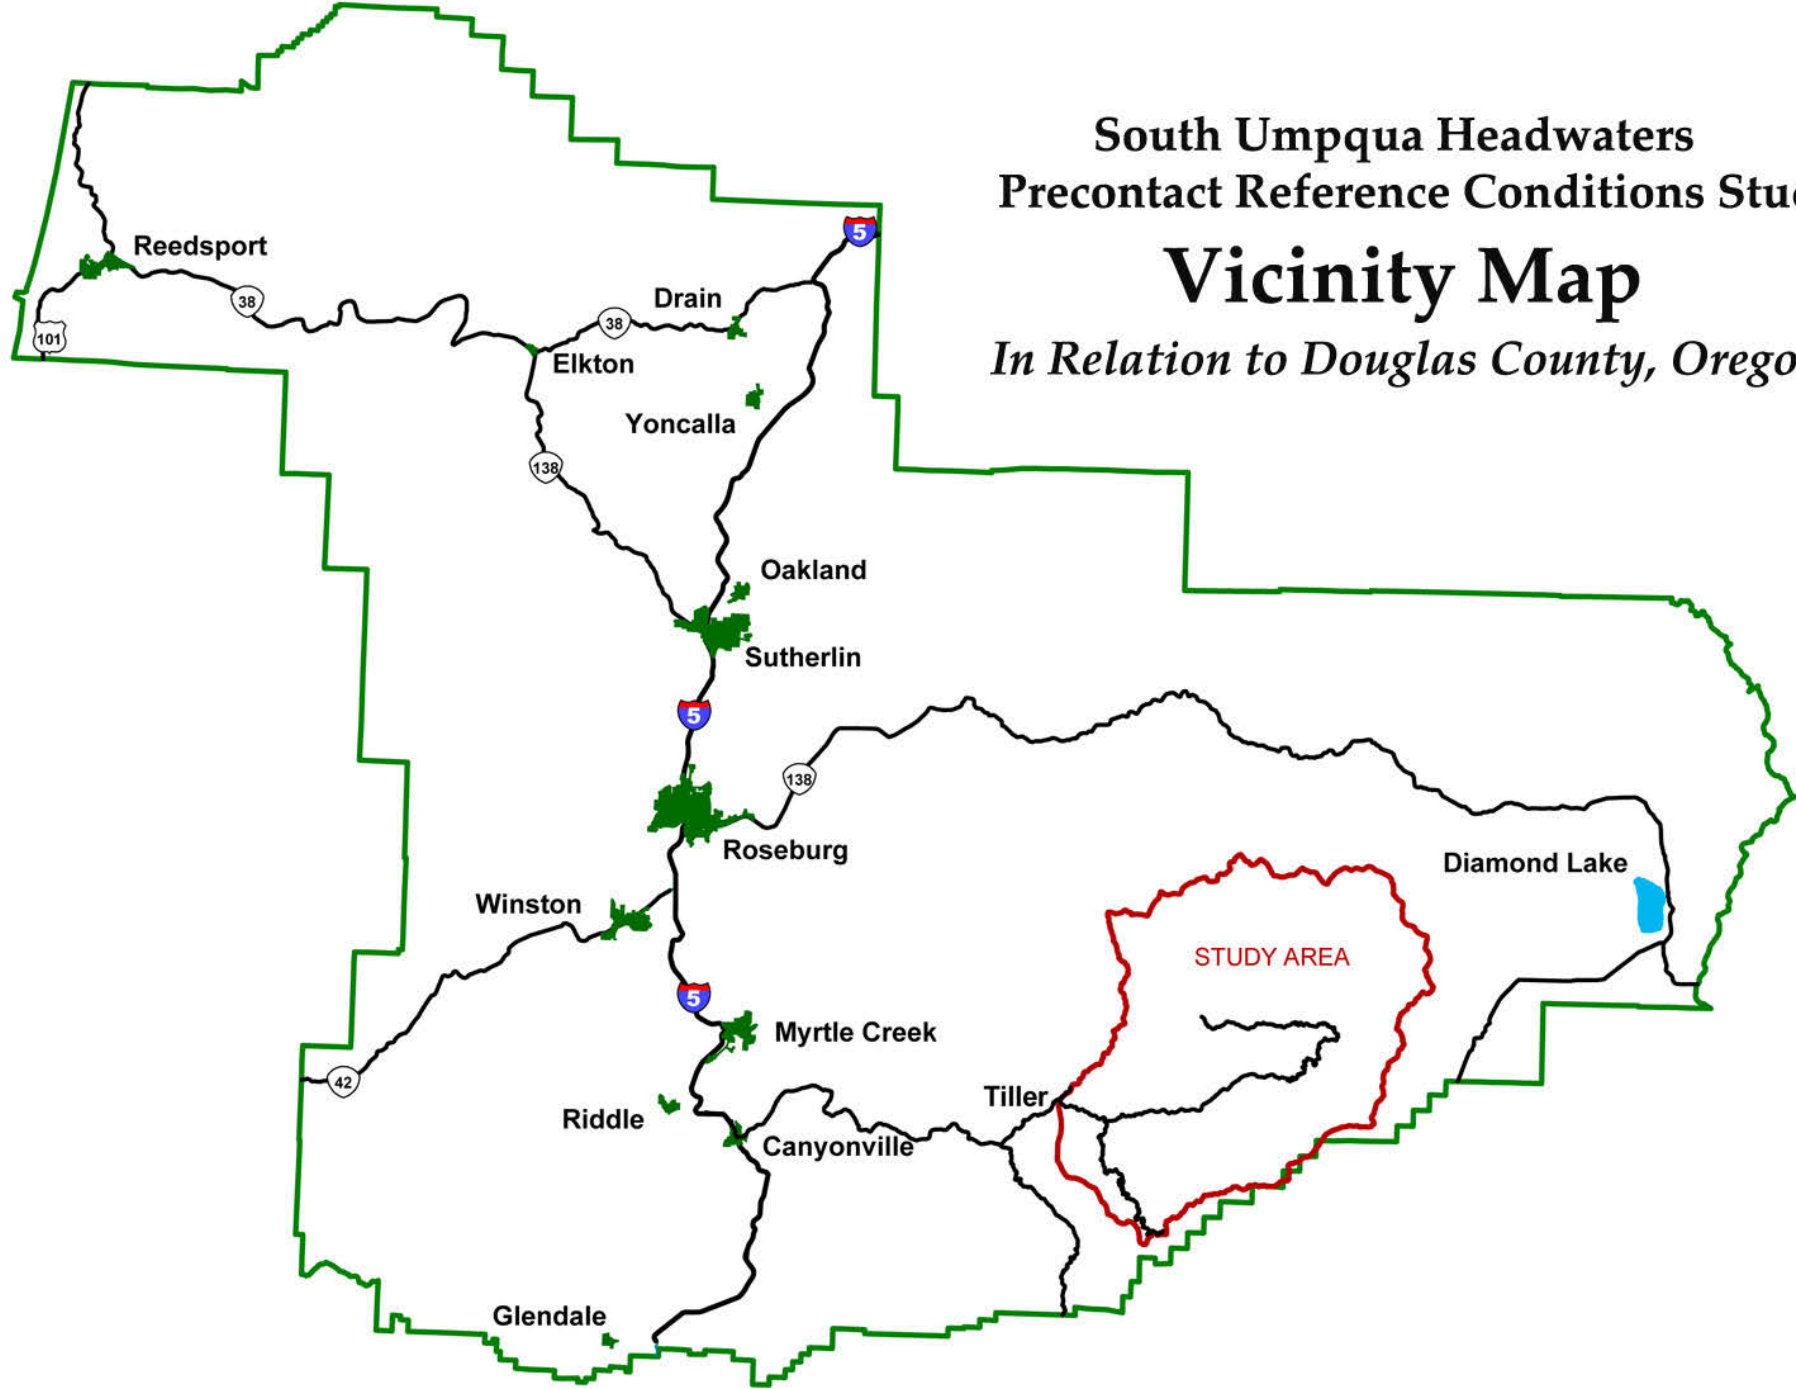 South Umpqua Headwaters
Precontact Reference Conditions Stu
Vicinity Map
In Relation to Douglas County, Orego
5
Reedsport
38
Drain
38
101
Elkton
Yoncalla
138
Oakland
Sutherlin
5
138
Roseburg
Diamond Lake
Winston
STUDY AREA
5
Myrtle Creek
42
Tiller
Riddle
Canyonville
Glendale